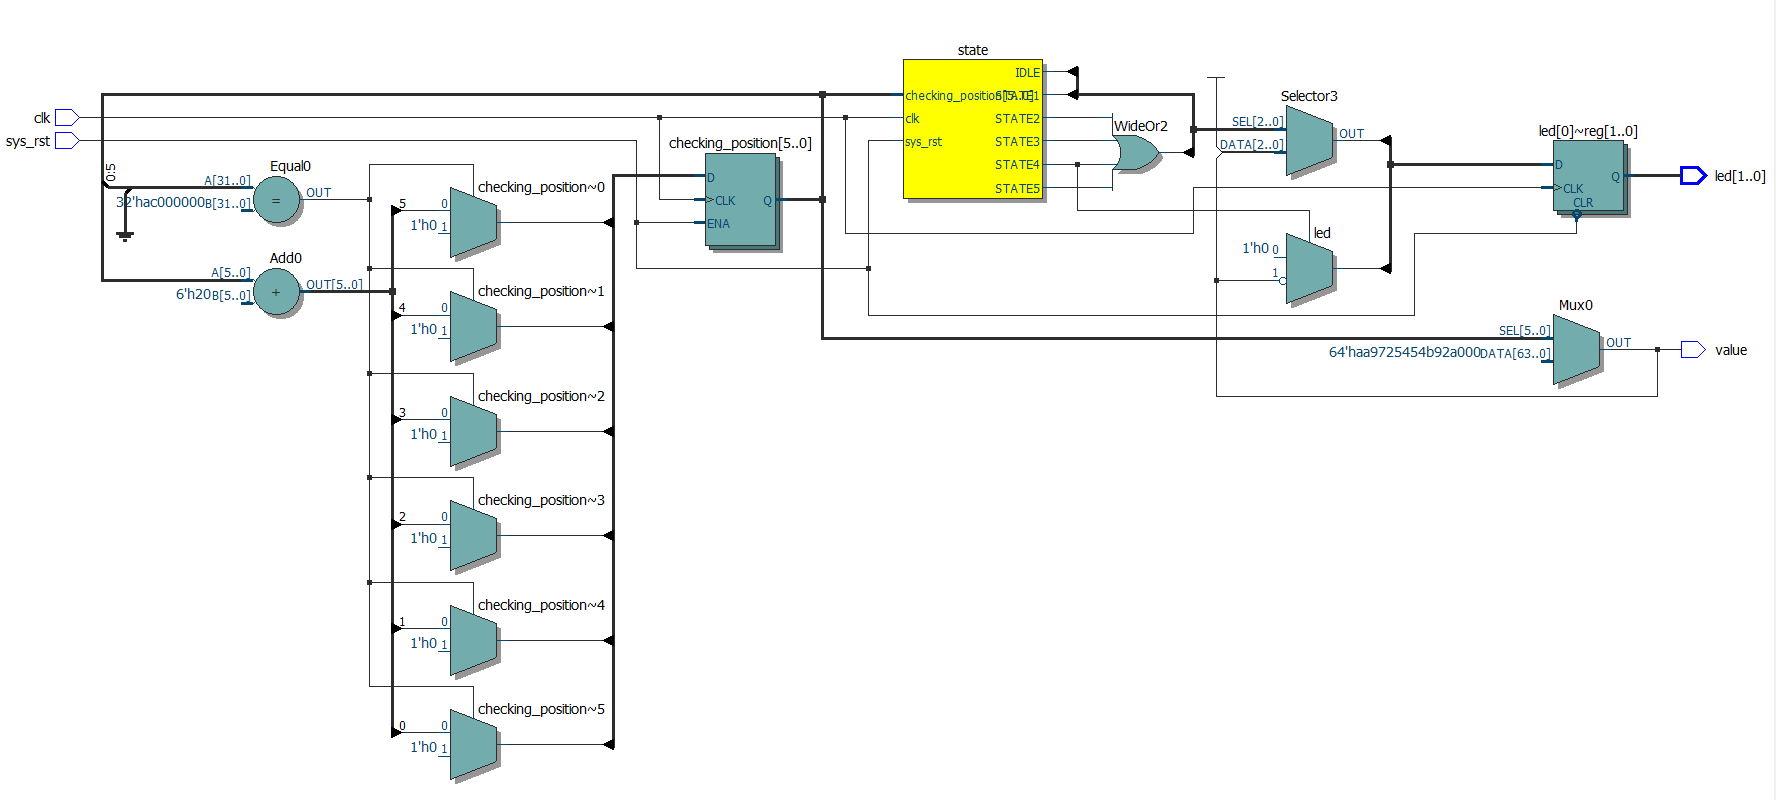 state
IDLE
checking_position[5..0]
STATE1
clk
clk
STATE2
sys_rst
sys_rst
STATE3
STATE4
STATE5
WideOr2
Selector3
SEL[2..0]
DATA[2..0]
OUT
led[0]~reg[1..0]
D
CLK
CLR
Q
led[1..0]
checking_position[5..0]
D
CLK
ENA
Q
0:5
Equal0
A[31..0]
32'hac000000
B[31..0]
=
OUT
Add0
A[5..0]
6'h20
B[5..0]
+
OUT[5..0]
checking_position~0
5
0
1'h0
1
checking_position~1
4
0
1'h0
1
checking_position~2
3
0
1'h0
1
checking_position~3
2
0
1'h0
1
checking_position~4
1
0
1'h0
1
checking_position~5
0
0
1'h0
1
led
1'h0
0
1
Mux0
SEL[5..0]
64'haa9725454b92a000
DATA[63..0]
OUT
value